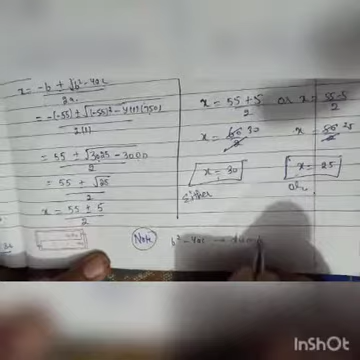 x = -b ± √b²-4ac
2a
= -(-55) ± √(-55)² - 4(1)(750)
2(1)
= 55 ± √3025 - 3000
2
= 55 ± √25
2
x = 55 ± 5
2
x = 55 + 5 or x = 55-5
2 2
x = 60 30 x = 50 25
2 2
x = 30 x = 25
Either or
Note b² - 4ac →
InShOt